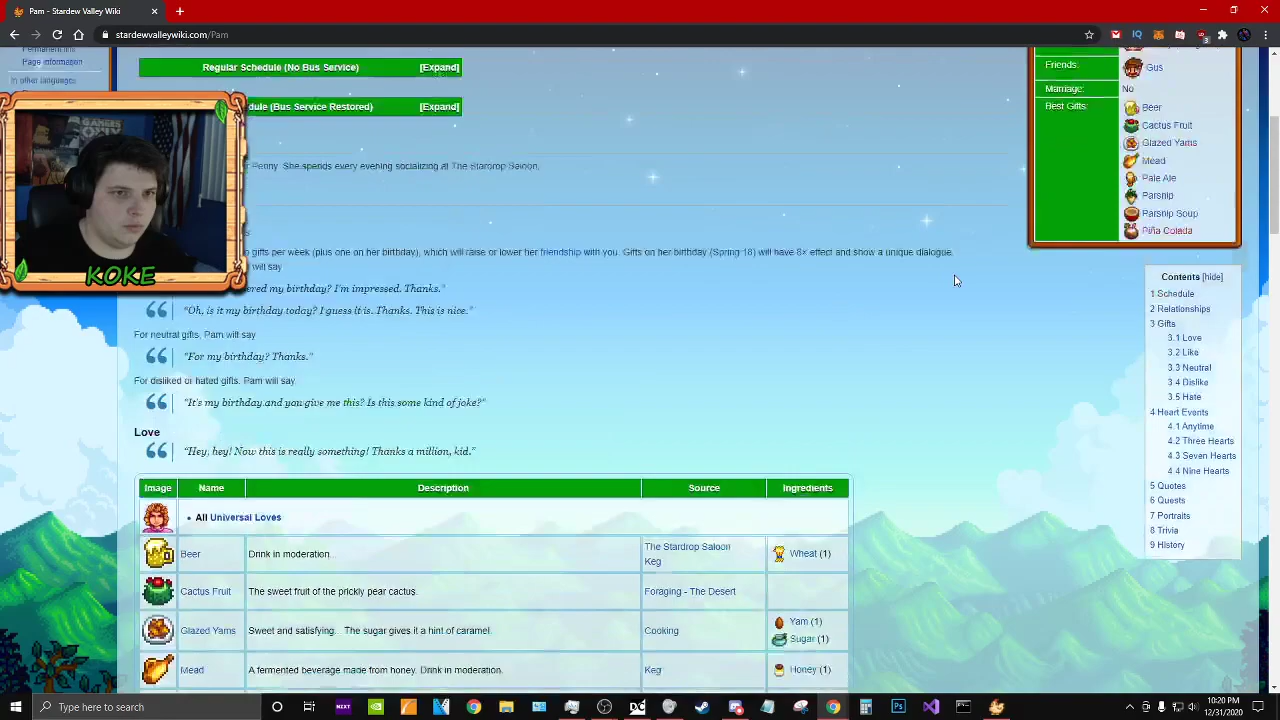 Pam - Stardew Valley Wiki
stardewvalleywiki.com/Pam
Permanent link
Page information
In other languages
Regular Schedule (No Bus Service) [Expand]
dule (Bus Service Restored) [Expand]
Penny. She spends every evening socializing at The Stardrop Saloon.
gifts per week (plus one on her birthday), which will raise or lower her friendship with you. Gifts on her birthday (Spring 18) will have 8× effect and show a unique dialogue.
will say
ered my birthday? I'm impressed. Thanks."
"Oh, is it my birthday today? I guess it is. Thanks. This is nice."
For neutral gifts, Pam will say
"For my birthday? Thanks."
For disliked or hated gifts, Pam will say
"It's my birthday and you give me this? Is this some kind of joke?"
Love
"Hey, hey! Now this is really something! Thanks a million, kid."
Image Name Description Source Ingredients
• All Universal Loves
Beer Drink in moderation. The Stardrop Saloon Keg Wheat (1)
Cactus Fruit The sweet fruit of the prickly pear cactus. Foraging - The Desert
Glazed Yams Sweet and satisfying. The sugar gives it a hint of caramel. Cooking Yam (1) Sugar (1)
Mead A fermented beverage made from honey. Drink in moderation. Keg Honey (1)
Friends: Gus
Marriage: No
Best Gifts: Beer
Cactus Fruit
Glazed Yams
Mead
Pale Ale
Parsnip
Parsnip Soup
Piña Colada
Contents [hide]
1 Schedule
2 Relationships
3 Gifts
3.1 Love
3.2 Like
3.3 Neutral
3.4 Dislike
3.5 Hate
4 Heart Events
4.1 Anytime
4.2 Three Hearts
4.3 Seven Hearts
4.4 Nine Hearts
5 Quotes
6 Quests
7 Portraits
8 Trivia
9 History
KOKE
Type here to search
NEXT
10:20 PM
12/31/2020